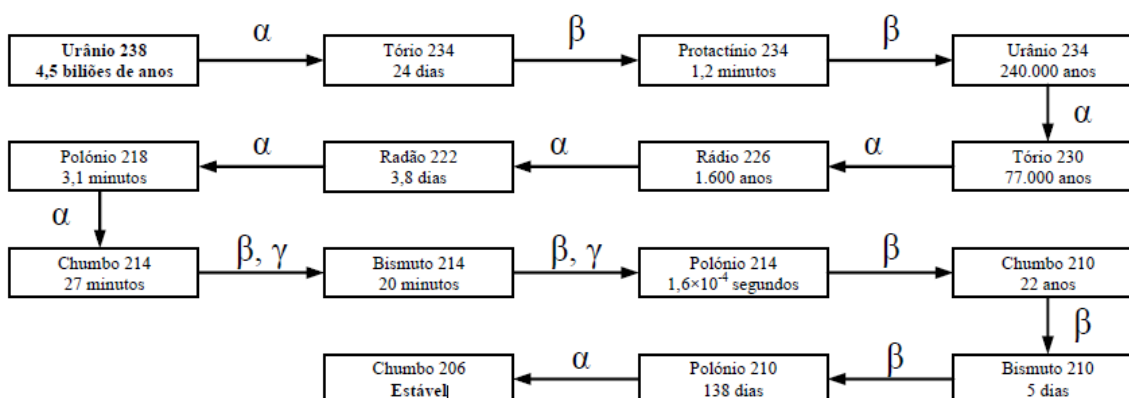 Urânio 238
4,5 biliões de anos
α
Tório 234
24 dias
β
Protactínio 234
1,2 minutos
β
Urânio 234
240.000 anos
α
Tório 230
77.000 anos
α
Rádio 226
1.600 anos
α
Radão 222
3,8 dias
α
Polónio 218
3,1 minutos
α
Chumbo 214
27 minutos
β, γ
Bismuto 214
20 minutos
β, γ
Polónio 214
1,6×10⁻⁴ segundos
β
Chumbo 210
22 anos
β
Bismuto 210
5 dias
β
Polónio 210
138 dias
α
Chumbo 206
Estável